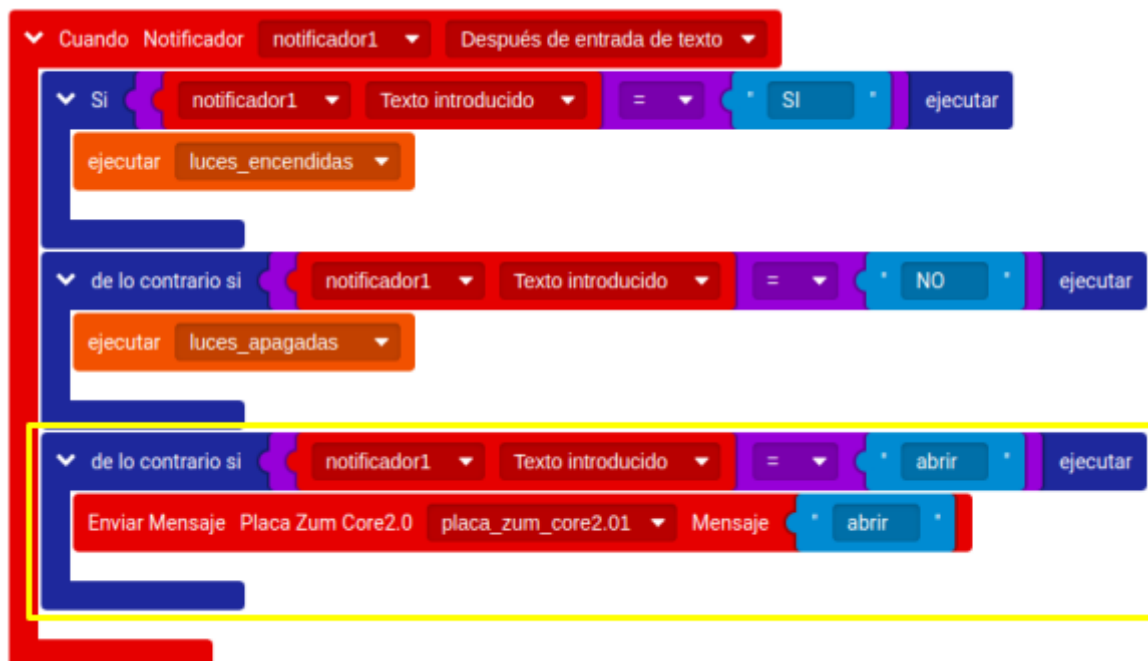 Cuando Notificador notificador1 Después de entrada de texto
Si notificador1 Texto introducido = " SI " ejecutar
ejecutar luces_encendidas
de lo contrario si notificador1 Texto introducido = " NO " ejecutar
ejecutar luces_apagadas
de lo contrario si notificador1 Texto introducido = " abrir " ejecutar
Enviar Mensaje Placa Zum Core2.0 placa_zum_core2.01 Mensaje " abrir "